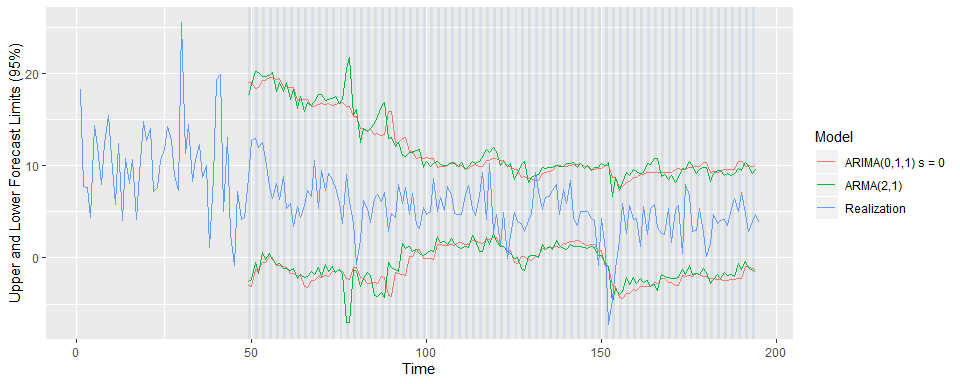 Upper and Lower Forecast Limits (95%)
20
10
0
0
50
100
150
200
Time
Model
ARIMA(0,1,1) s = 0
ARMA(2,1)
Realization